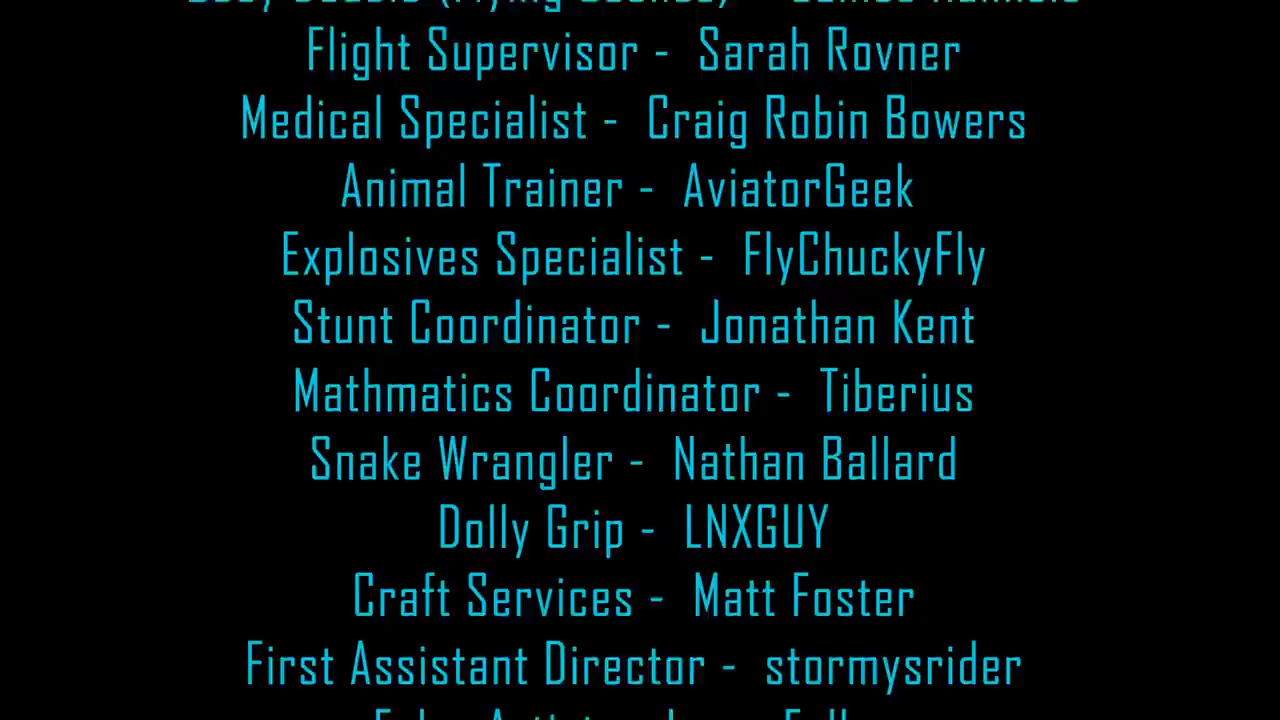 Flight Supervisor - Sarah Rovner
Medical Specialist - Craig Robin Bowers
Animal Trainer - AviatorGeek
Explosives Specialist - FlyChuckyFly
Stunt Coordinator - Jonathan Kent
Mathmatics Coordinator - Tiberius
Snake Wrangler - Nathan Ballard
Dolly Grip - LNXGUY
Craft Services - Matt Foster
First Assistant Director - stormysrider